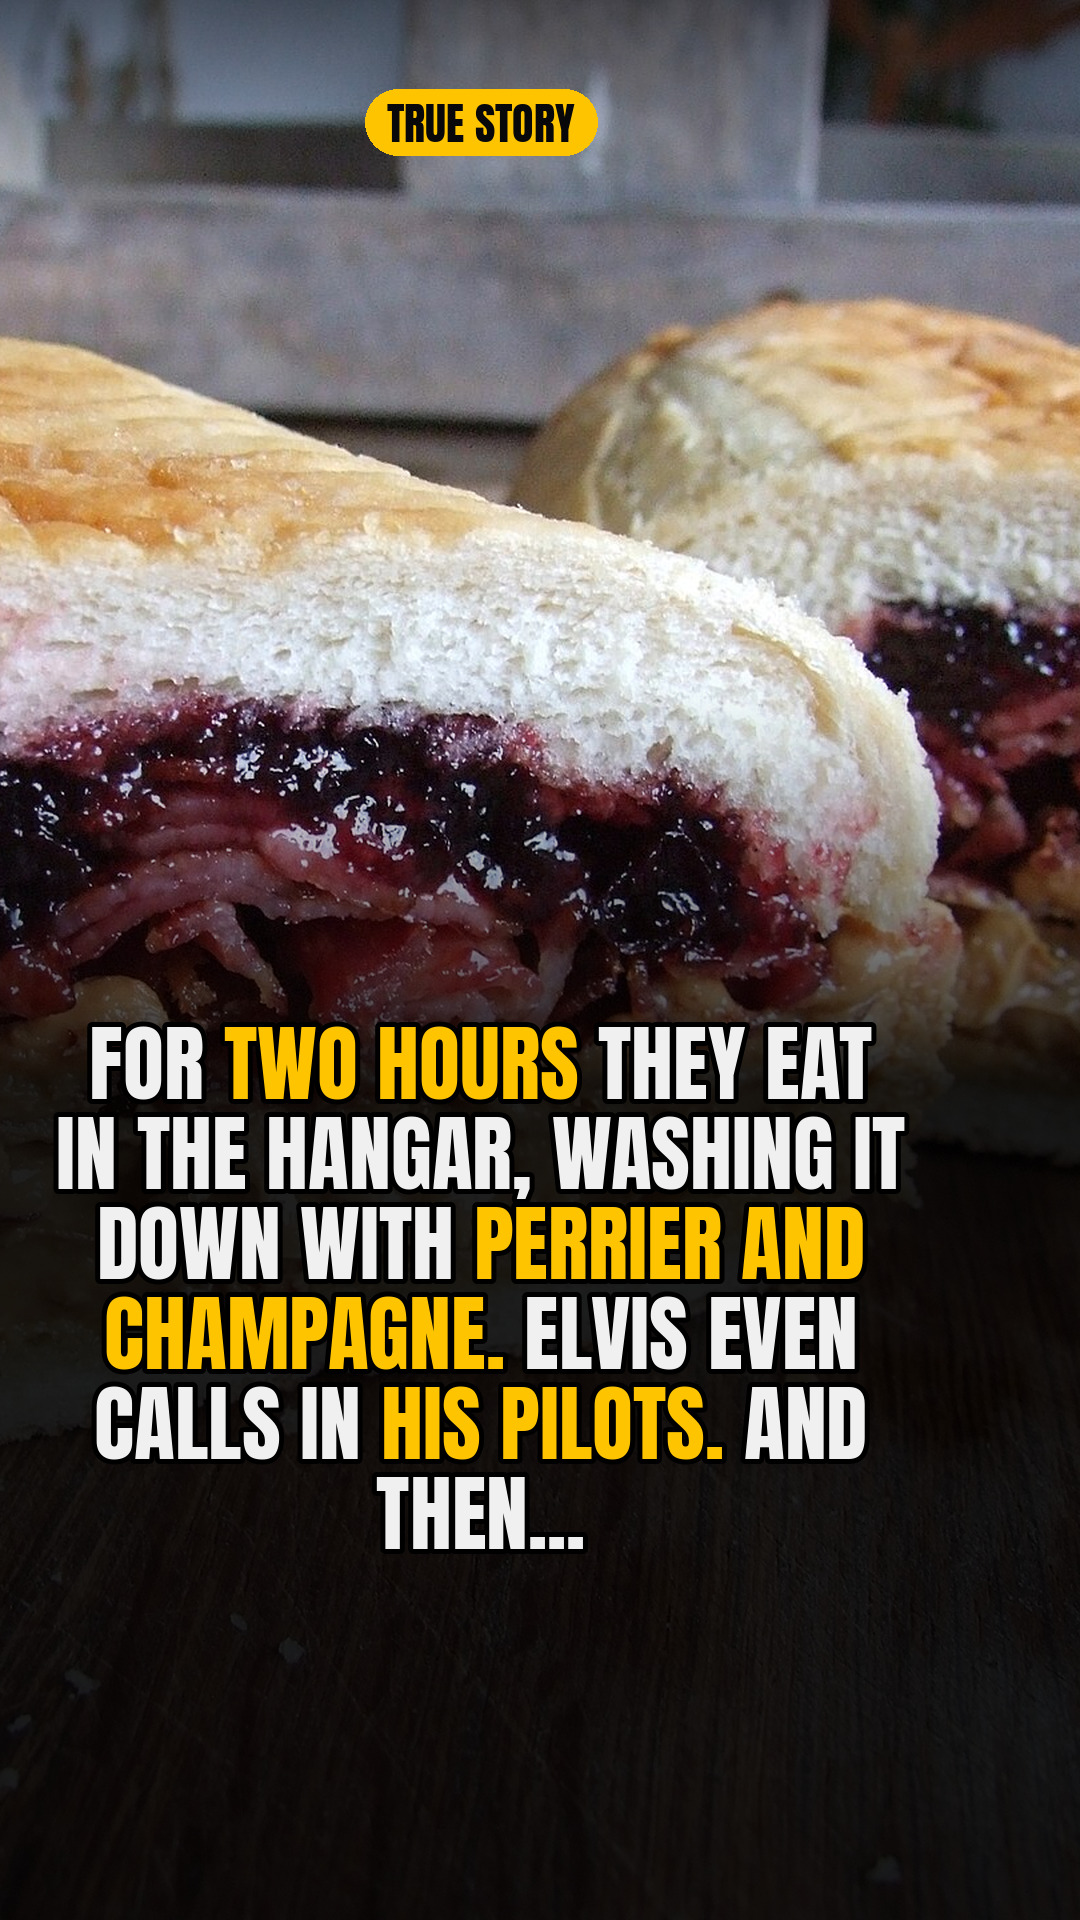 TRUE STORY
FOR TWO HOURS THEY EAT
IN THE HANGAR, WASHING IT
DOWN WITH PERRIER AND
CHAMPAGNE. ELVIS EVEN
CALLS IN HIS PILOTS. AND
THEN...